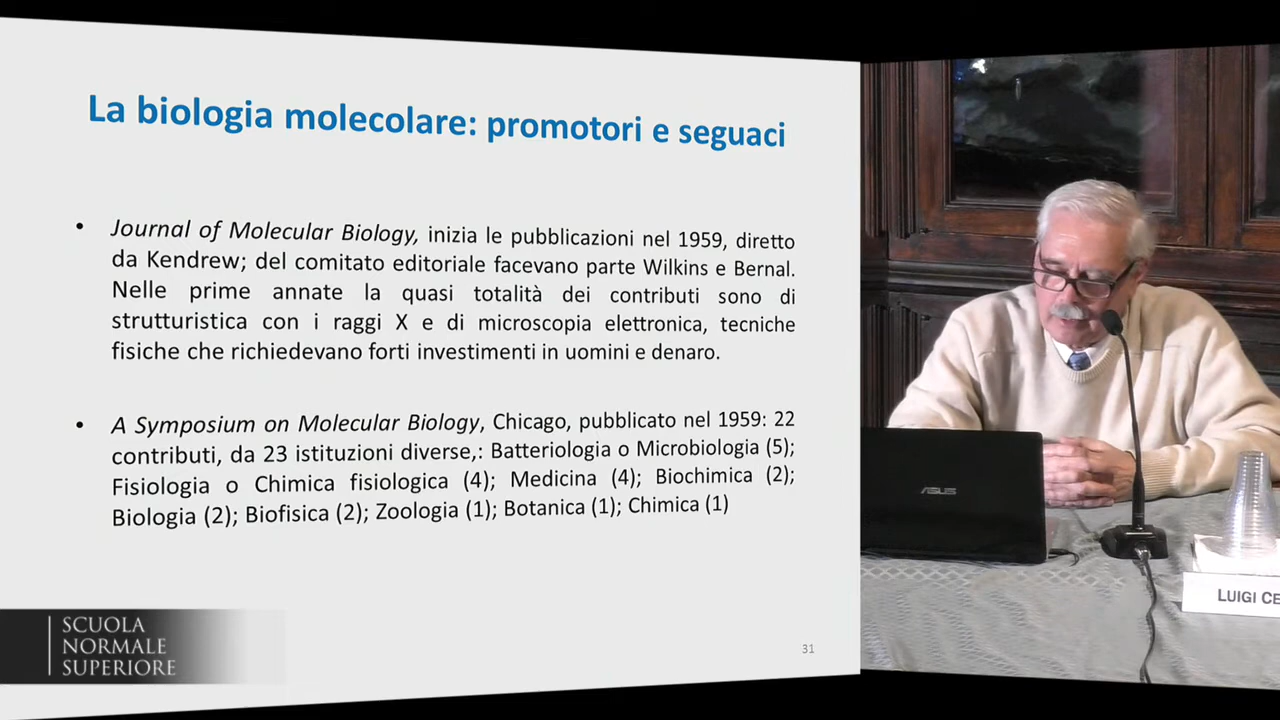 La biologia molecolare: promotori e seguaci
• Journal of Molecular Biology, inizia le pubblicazioni nel 1959, diretto
da Kendrew; del comitato editoriale facevano parte Wilkins e Bernal.
Nelle prime annate la quasi totalità dei contributi sono di
strutturistica con i raggi X e di microscopia elettronica, tecniche
fisiche che richiedevano forti investimenti in uomini e denaro.
• A Symposium on Molecular Biology, Chicago, pubblicato nel 1959: 22
contributi, da 23 istituzioni diverse,: Batteriologia o Microbiologia (5);
Fisiologia o Chimica fisiologica (4); Medicina (4); Biochimica (2);
Biologia (2); Biofisica (2); Zoologia (1); Botanica (1); Chimica (1)
31
SCUOLA
NORMALE
SUPERIORE
ASUS
LUIGI CE